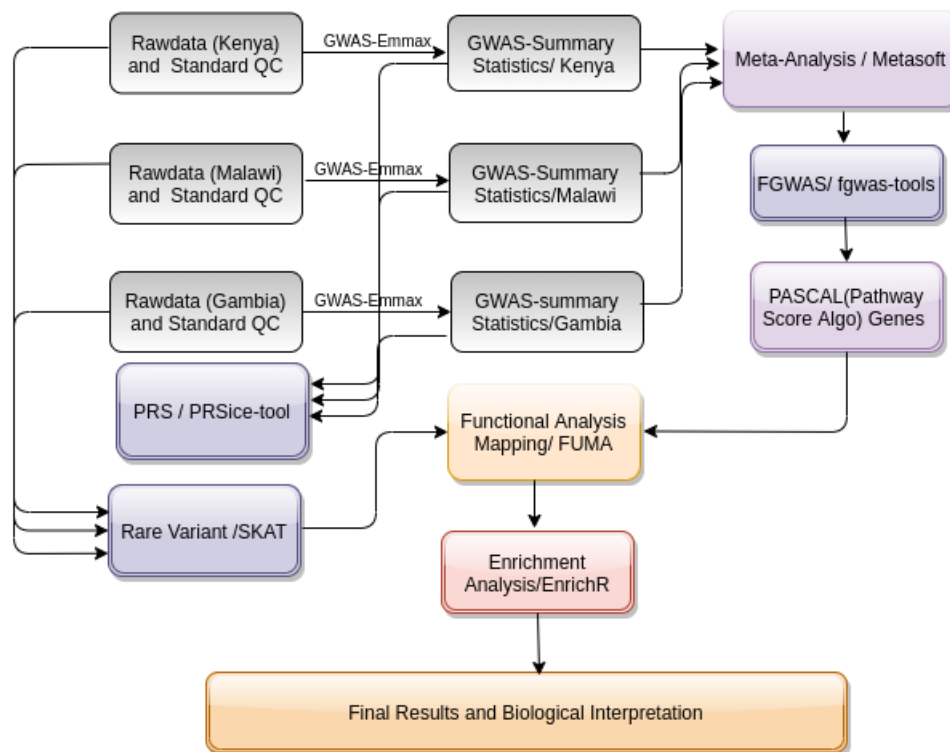 Rawdata (Kenya)
and Standard QC
GWAS-Emmax
GWAS-Summary
Statistics/ Kenya
Meta-Analysis / Metasoft
Rawdata (Malawi)
and Standard QC
GWAS-Emmax
GWAS-Summary
Statistics/Malawi
FGWAS/ fgwas-tools
Rawdata (Gambia)
and Standard QC
GWAS-Emmax
GWAS-summary
Statistics/Gambia
PASCAL(Pathway
Score Algo) Genes
PRS / PRSice-tool
Functional Analysis
Mapping/ FUMA
Rare Variant /SKAT
Enrichment
Analysis/EnrichR
Final Results and Biological Interpretation